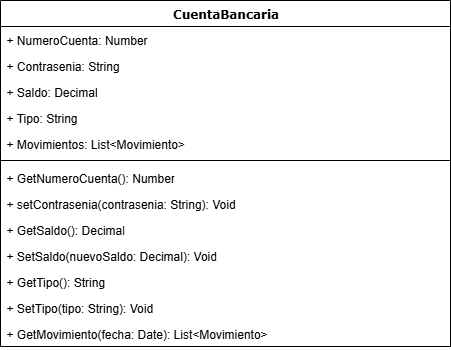 CuentaBancaria
+ NumeroCuenta: Number
+ Contrasenia: String
+ Saldo: Decimal
+ Tipo: String
+ Movimientos: List<Movimiento>
+ GetNumeroCuenta(): Number
+ setContrasenia(contrasenia: String): Void
+ GetSaldo(): Decimal
+ SetSaldo(nuevoSaldo: Decimal): Void
+ GetTipo(): String
+ SetTipo(tipo: String): Void
+ GetMovimiento(fecha: Date): List<Movimiento>